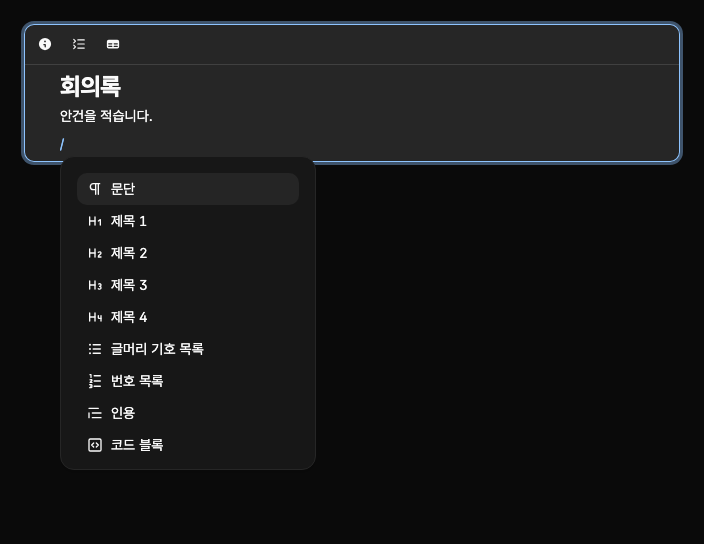 회의록
안건을 적습니다.
/
문단
H1 제목 1
H2 제목 2
H3 제목 3
H4 제목 4
글머리 기호 목록
번호 목록
인용
코드 블록